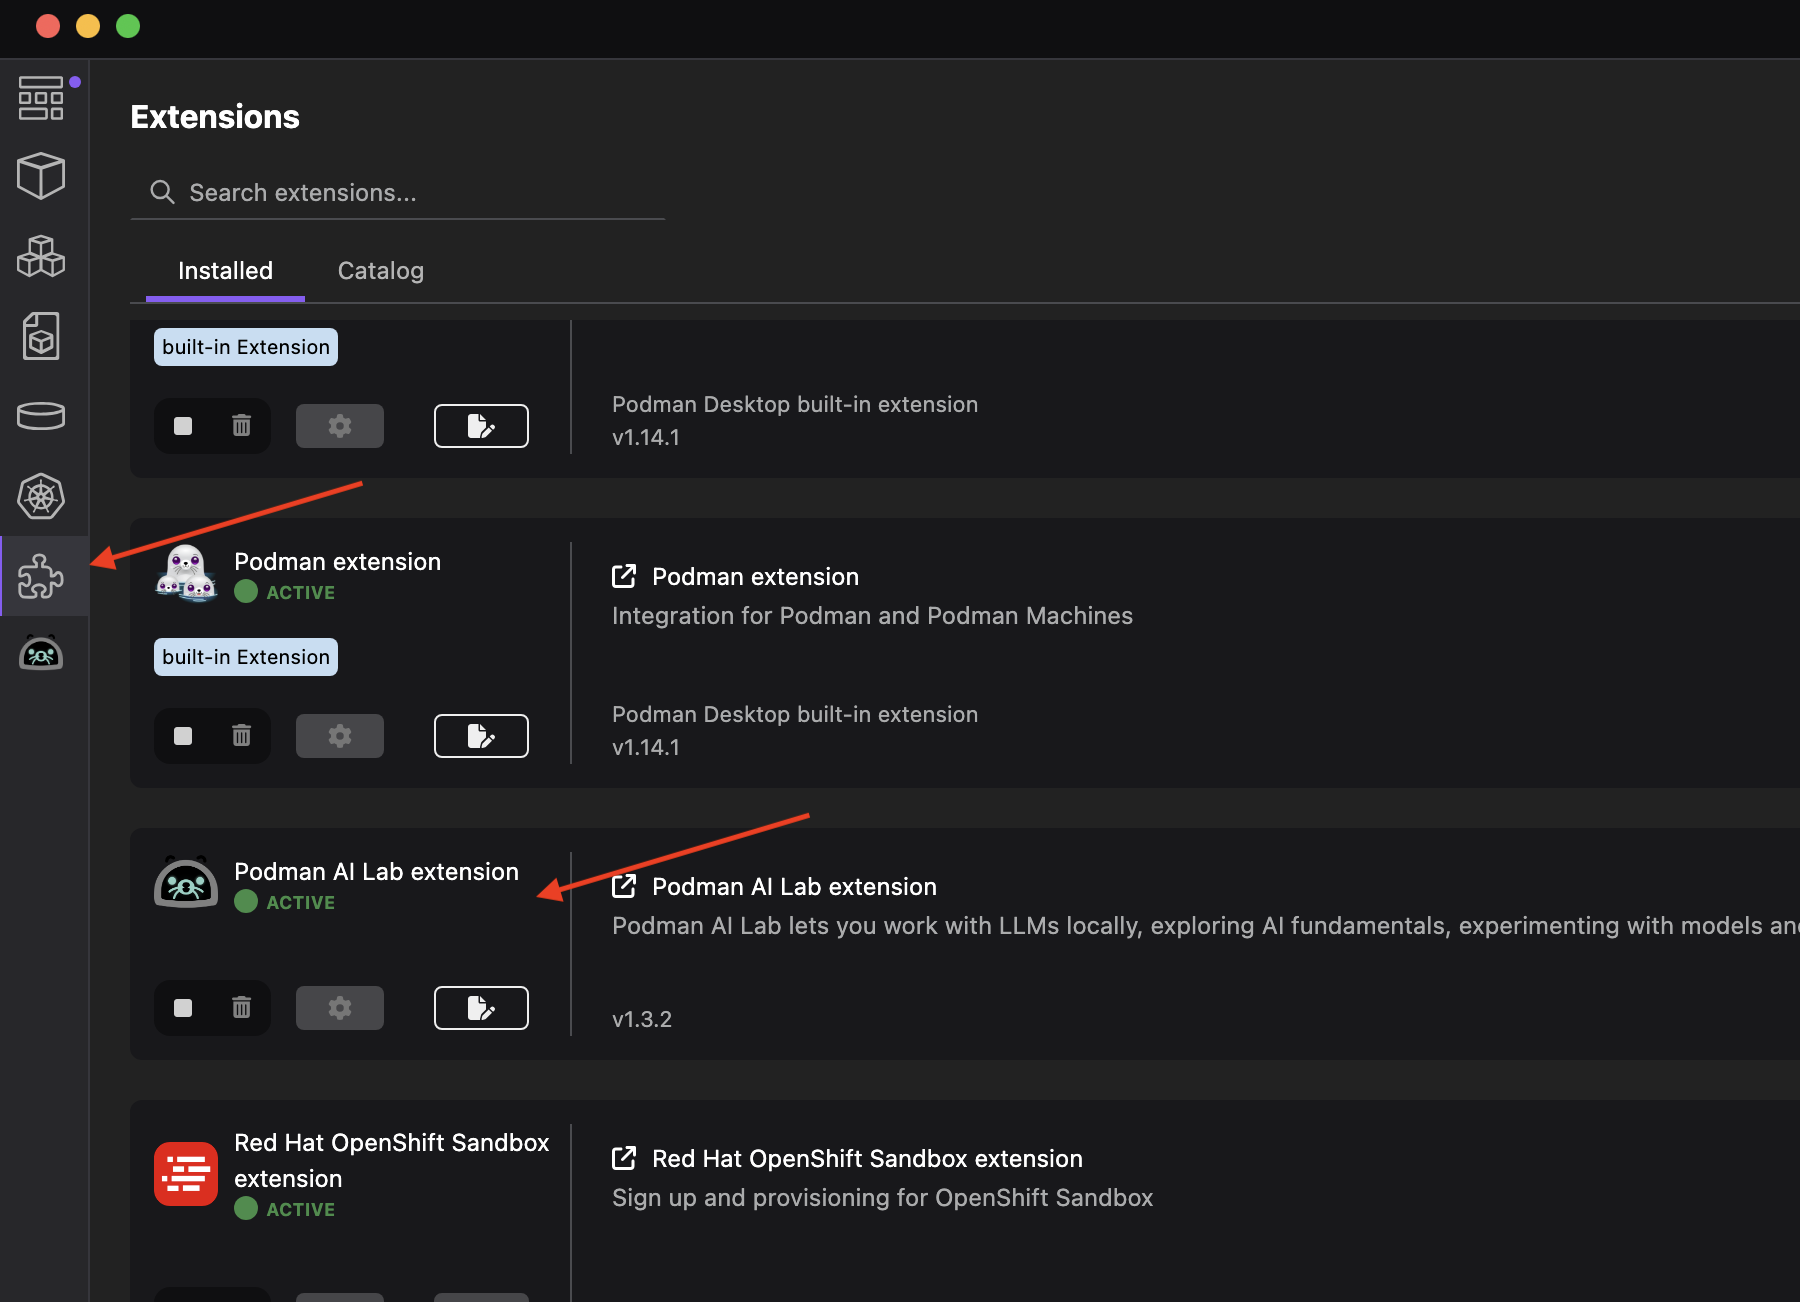 Extensions
Search extensions...
Installed
Catalog
built-in Extension
Podman Desktop built-in extension
v1.14.1
Podman extension
ACTIVE
built-in Extension
Podman extension
Integration for Podman and Podman Machines
Podman Desktop built-in extension
v1.14.1
Podman AI Lab extension
ACTIVE
Podman AI Lab extension
Podman AI Lab lets you work with LLMs locally, exploring AI fundamentals, experimenting with models
v1.3.2
Red Hat OpenShift Sandbox
extension
ACTIVE
Red Hat OpenShift Sandbox extension
Sign up and provisioning for OpenShift Sandbox